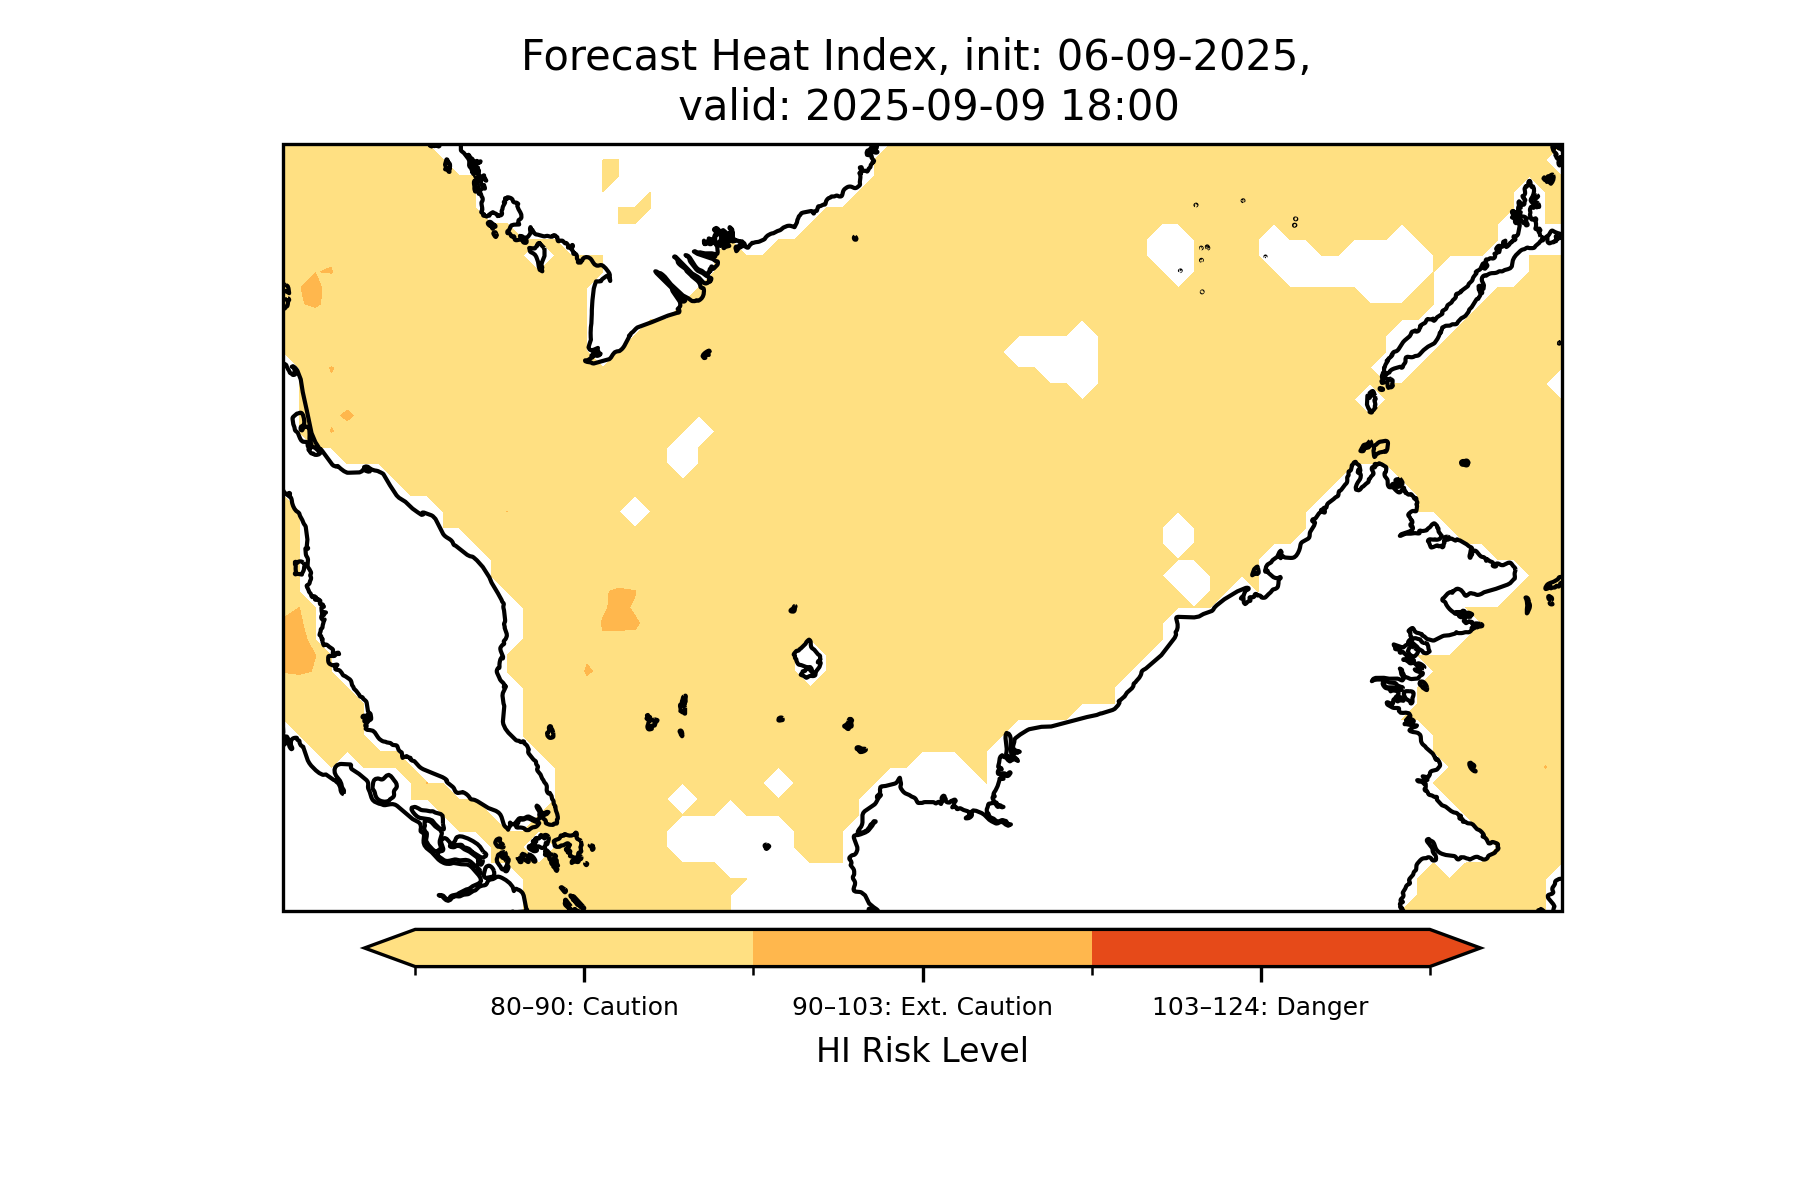 Forecast Heat Index, init: 06-09-2025,
valid: 2025-09-09 18:00
80–90: Caution
90–103: Ext. Caution
103–124: Danger
HI Risk Level